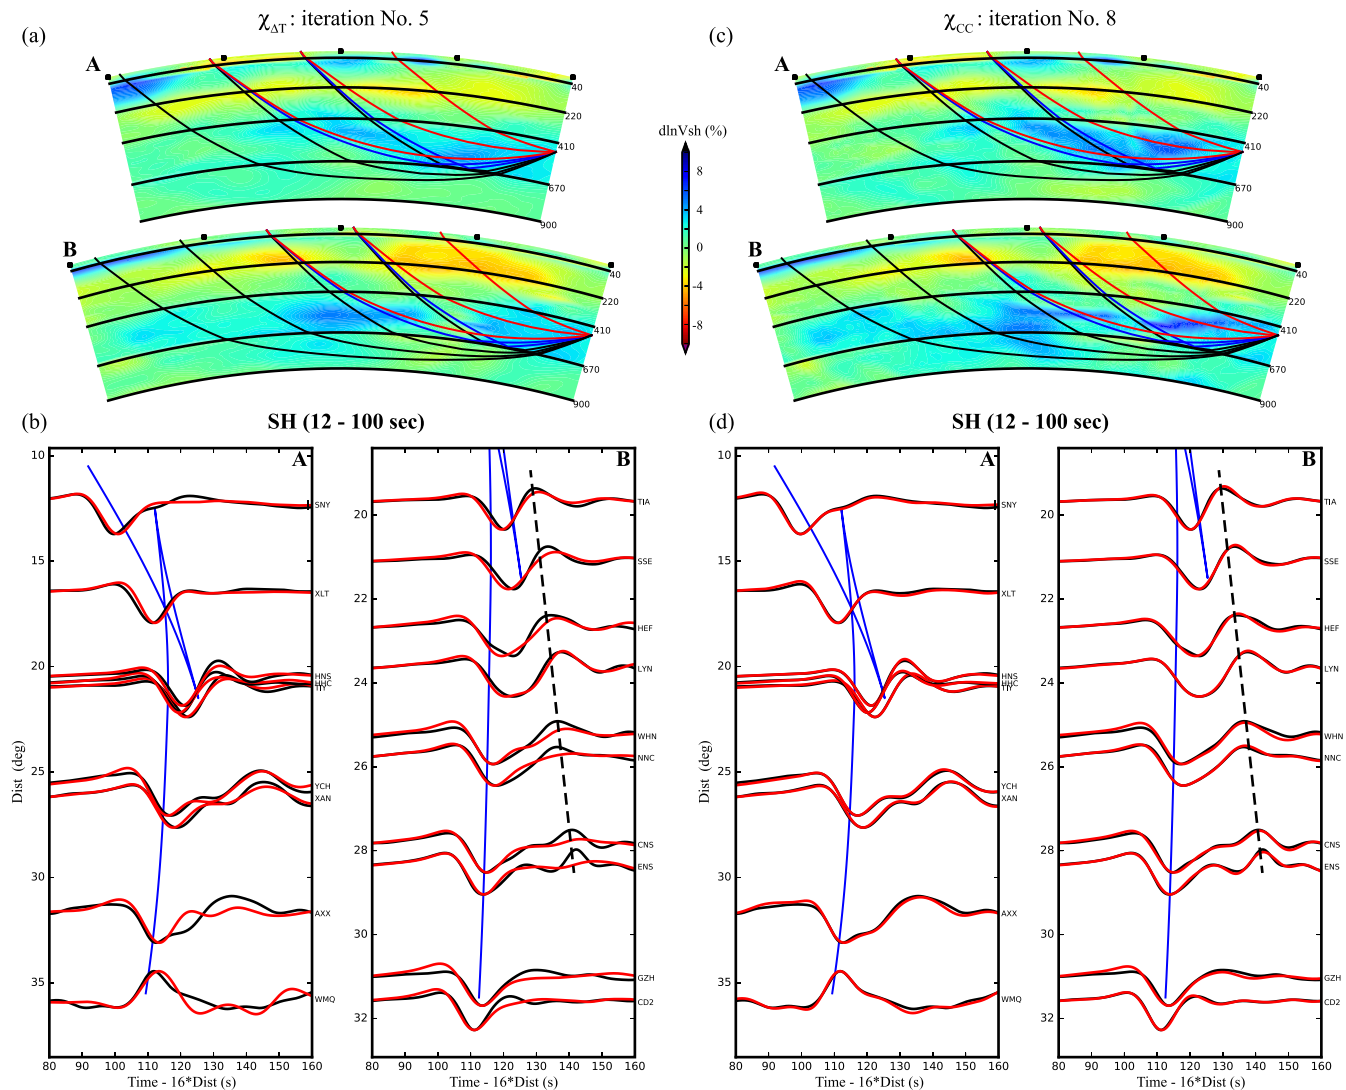 χΔT : iteration No. 5
χCC : iteration No. 8
(a)
A
40
220
410
670
900
B
40
220
410
670
900
dlnVsh (%)
8
4
0
-4
-8
(c)
A
40
220
410
670
900
B
40
220
410
670
900
(b)
SH (12 - 100 sec)
A
10
15
20
25
30
35
Dist (deg)
SNY
XLT
HNS
HHC
TIY
YCH
XAN
AXX
WMQ
80 90 100 110 120 130 140 150 160
Time - 16*Dist (s)
B
20
22
24
26
28
30
32
TIA
SSE
HEF
LYN
WHN
NNC
CNS
ENS
GZH
CD2
80 90 100 110 120 130 140 150 160
Time - 16*Dist (s)
(d)
SH (12 - 100 sec)
A
10
15
20
25
30
35
Dist (deg)
SNY
XLT
HNS
HHC
TIY
YCH
XAN
AXX
WMQ
80 90 100 110 120 130 140 150 160
Time - 16*Dist (s)
B
20
22
24
26
28
30
32
TIA
SSE
HEF
LYN
WHN
NNC
CNS
ENS
GZH
CD2
80 90 100 110 120 130 140 150 160
Time - 16*Dist (s)